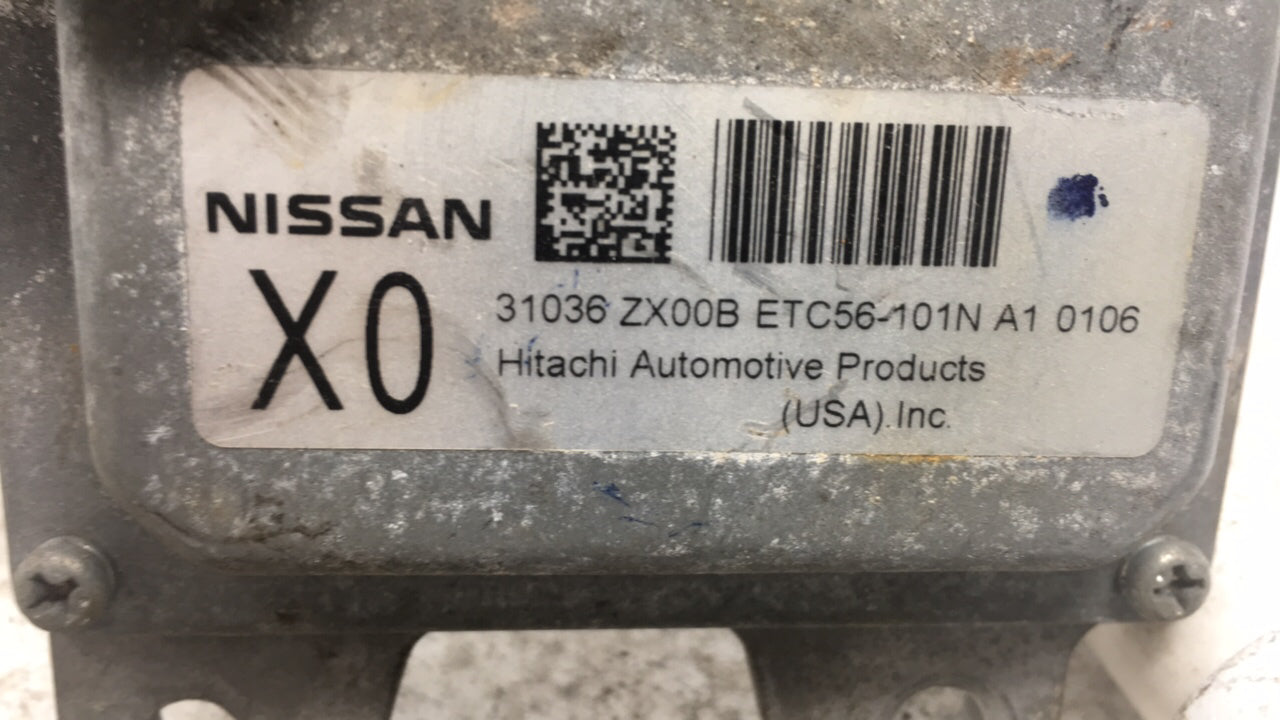 NISSAN
X0
31036 ZX00B ETC56-101N A1 0106
Hitachi Automotive Products
(USA).Inc.